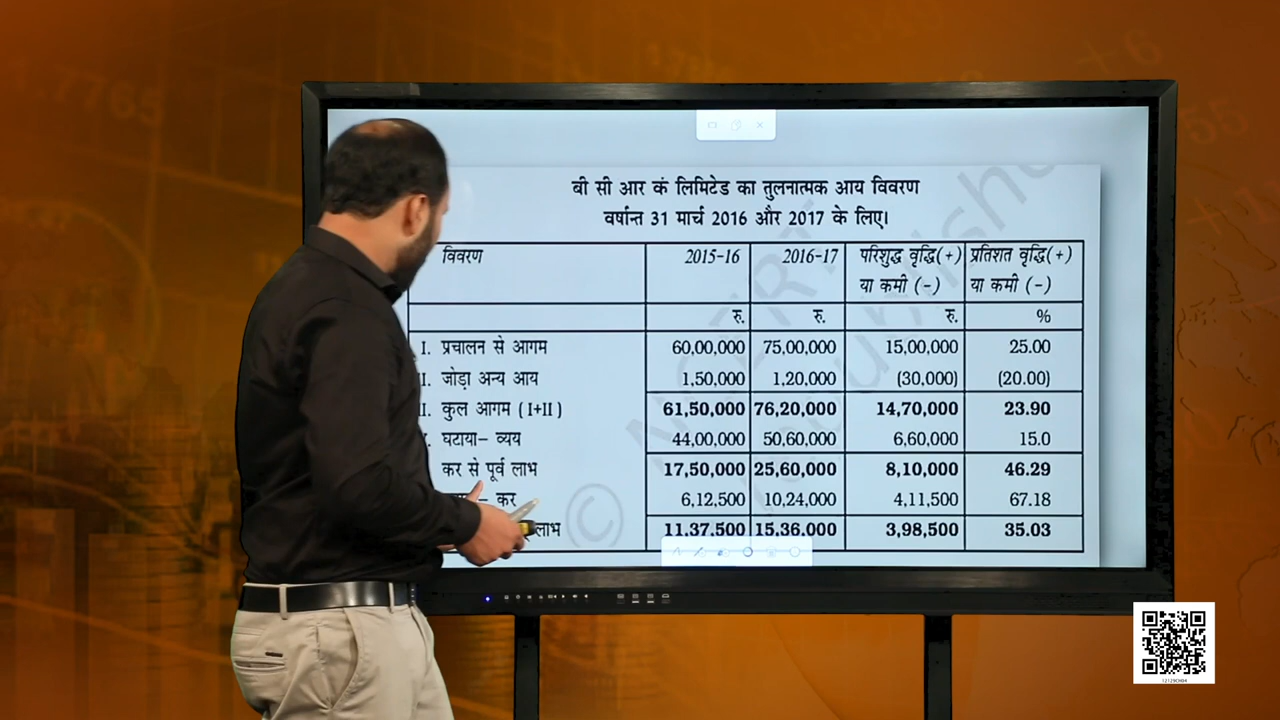 बी सी आर कं लिमिटेड का तुलनात्मक आय विवरण
वर्षान्त 31 मार्च 2016 और 2017 के लिए।
विवरण 2015-16 2016-17 परिशुद्ध वृद्धि(+) प्रतिशत वृद्धि(+)
या कमी (-) या कमी (-)
रु. रु. रु. %
I. प्रचालन से आगम 60,00,000 75,00,000 15,00,000 25.00
I. जोड़ा अन्य आय 1,50,000 1,20,000 (30,000) (20.00)
I. कुल आगम (I+II) 61,50,000 76,20,000 14,70,000 23.90
घटाया– व्यय 44,00,000 50,60,000 6,60,000 15.0
कर से पूर्व लाभ 17,50,000 25,60,000 8,10,000 46.29
– कर 6,12,500 10,24,000 4,11,500 67.18
लाभ 11,37,500 15,36,000 3,98,500 35.03
© NCERT
12129CH04